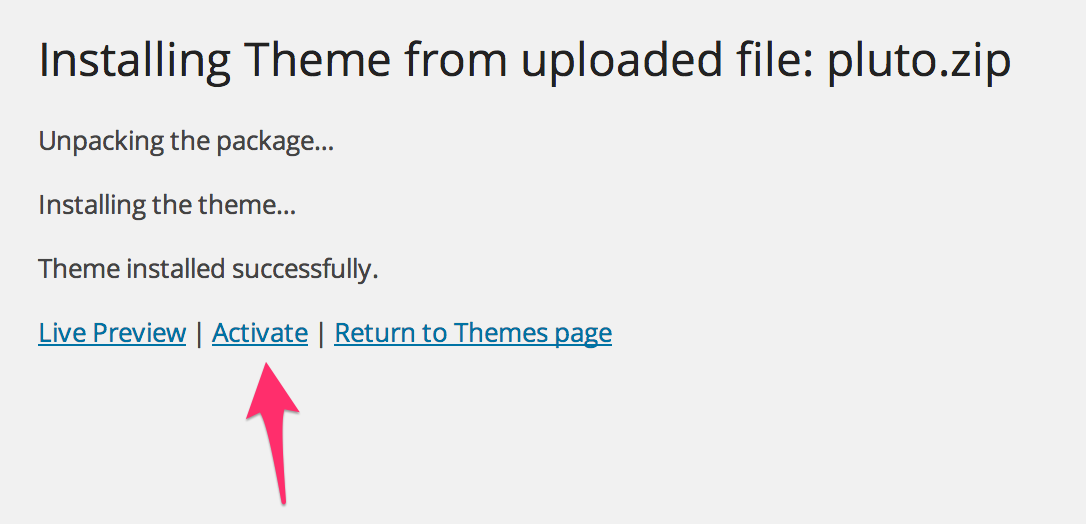 Installing Theme from uploaded file: pluto.zip
Unpacking the package...
Installing the theme...
Theme installed successfully.
Live Preview | Activate | Return to Themes page